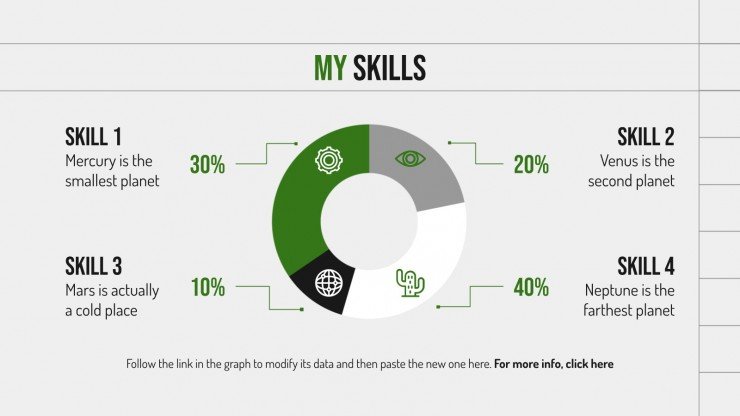 MY SKILLS
SKILL 1
Mercury is the
smallest planet
30%
20%
SKILL 2
Venus is the
second planet
SKILL 3
Mars is actually
a cold place
10%
40%
SKILL 4
Neptune is the
farthest planet
Follow the link in the graph to modify its data and then paste the new one here. For more info, click here